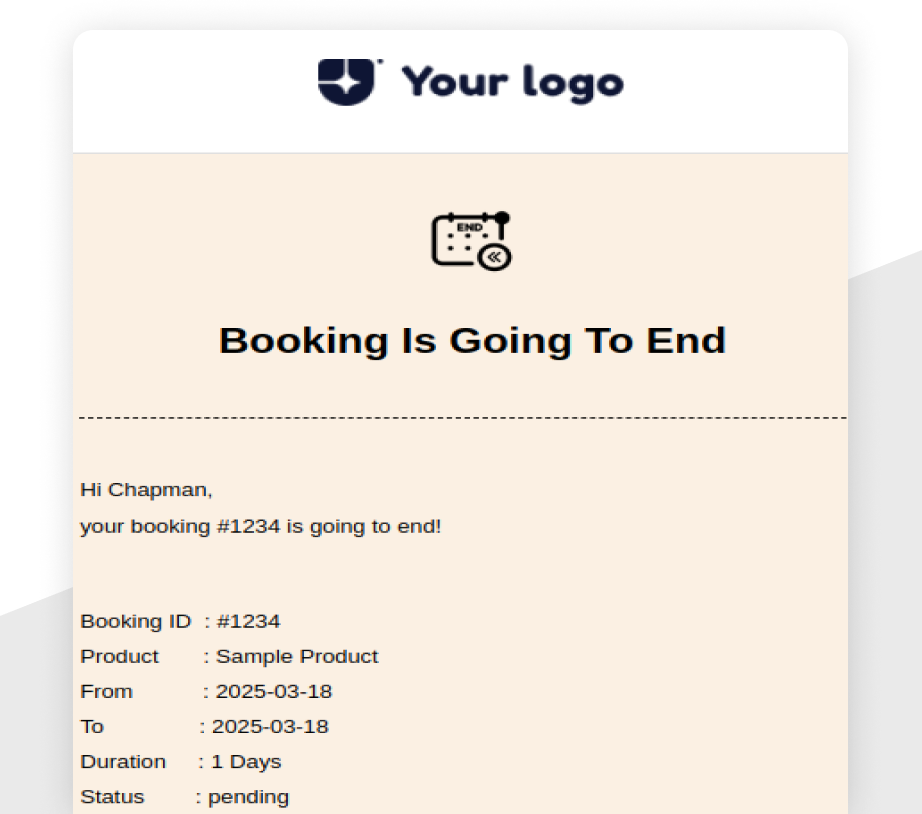 Your logo
END
Booking Is Going To End
Hi Chapman,
your booking #1234 is going to end!
Booking ID : #1234
Product : Sample Product
From : 2025-03-18
To : 2025-03-18
Duration : 1 Days
Status : pending